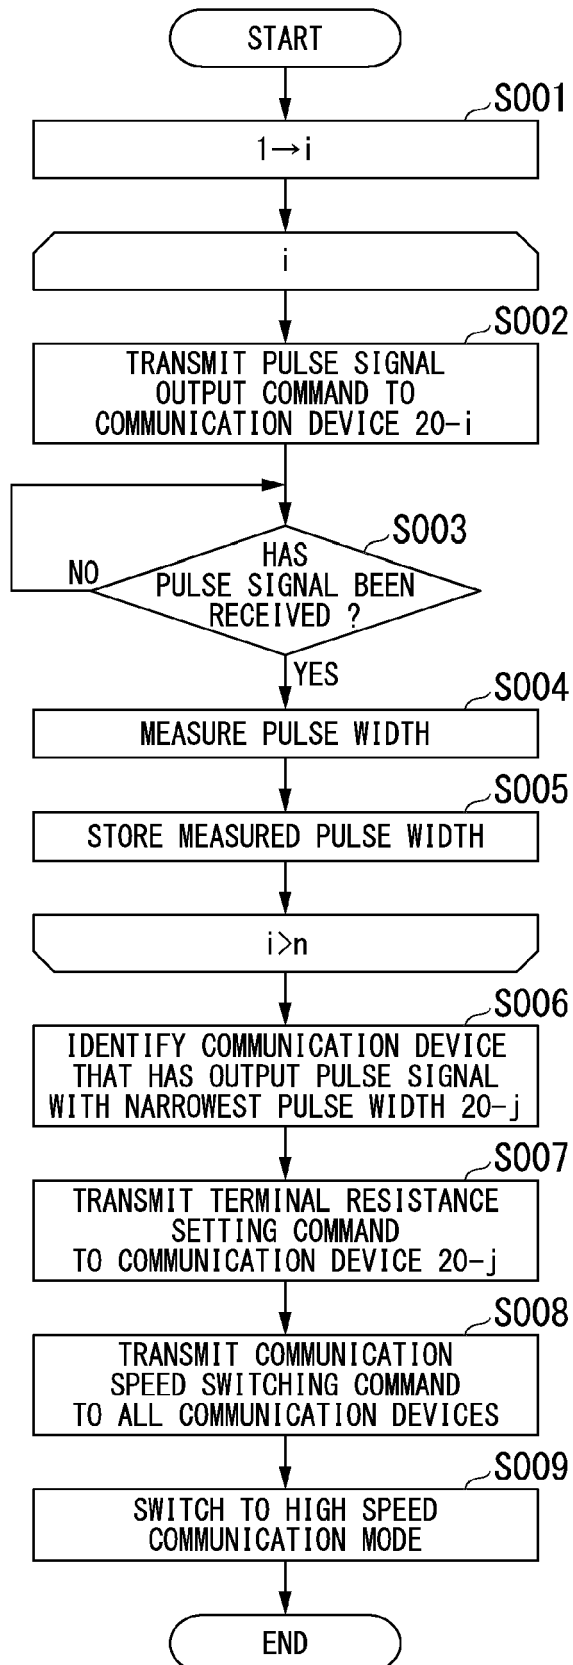 START
S001
1→i
i
S002
TRANSMIT PULSE SIGNAL
OUTPUT COMMAND TO
COMMUNICATION DEVICE 20-i
S003
HAS
PULSE SIGNAL BEEN
RECEIVED ?
NO
YES
S004
MEASURE PULSE WIDTH
S005
STORE MEASURED PULSE WIDTH
i>n
S006
IDENTIFY COMMUNICATION DEVICE
THAT HAS OUTPUT PULSE SIGNAL
WITH NARROWEST PULSE WIDTH 20-j
S007
TRANSMIT TERMINAL RESISTANCE
SETTING COMMAND
TO COMMUNICATION DEVICE 20-j
S008
TRANSMIT COMMUNICATION
SPEED SWITCHING COMMAND
TO ALL COMMUNICATION DEVICES
S009
SWITCH TO HIGH SPEED
COMMUNICATION MODE
END